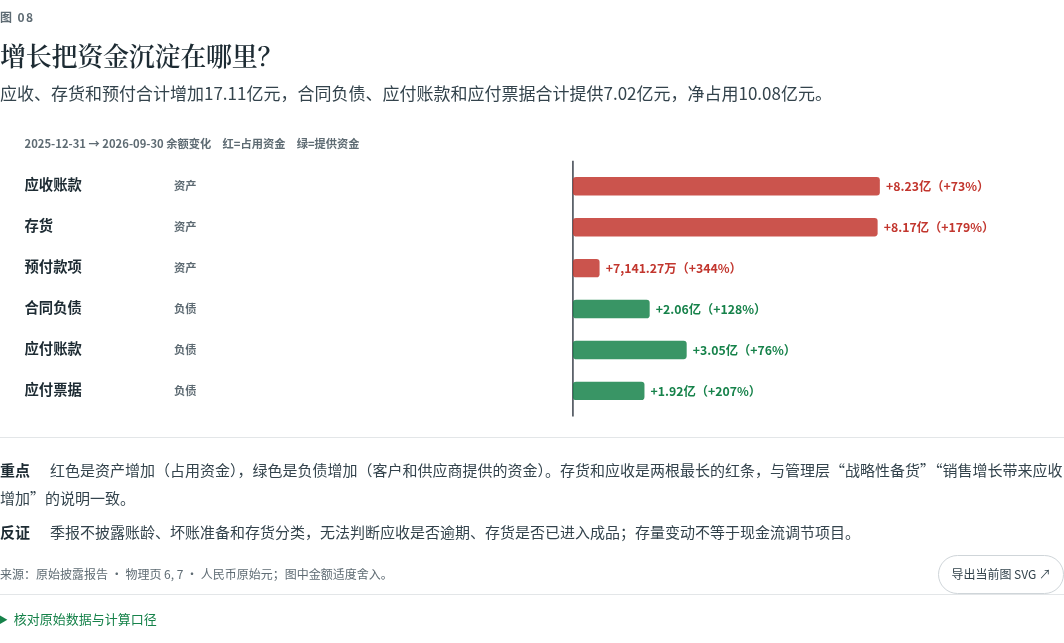 图 08
增长把资金沉淀在哪里？
应收、存货和预付合计增加17.11亿元，合同负债、应付账款和应付票据合计提供7.02亿元，净占用10.08亿元。
2025-12-31 → 2026-09-30 余额变化 红=占用资金 绿=提供资金
应收账款 资产 +8.23亿（+73%）
存货 资产 +8.17亿（+179%）
预付款项 资产 +7,141.27万（+344%）
合同负债 负债 +2.06亿（+128%）
应付账款 负债 +3.05亿（+76%）
应付票据 负债 +1.92亿（+207%）
重点 红色是资产增加（占用资金），绿色是负债增加（客户和供应商提供的资金）。存货和应收是两根最长的红条，与管理层“战略性备货”“销售增长带来应收
增加”的说明一致。
反证 季报不披露账龄、坏账准备和存货分类，无法判断应收是否逾期、存货是否已进入成品；存量变动不等于现金流调节项目。
来源：原始披露报告 · 物理页 6, 7 · 人民币原始元；图中金额适度舍入。
导出当前图 SVG ↗
▶ 核对原始数据与计算口径